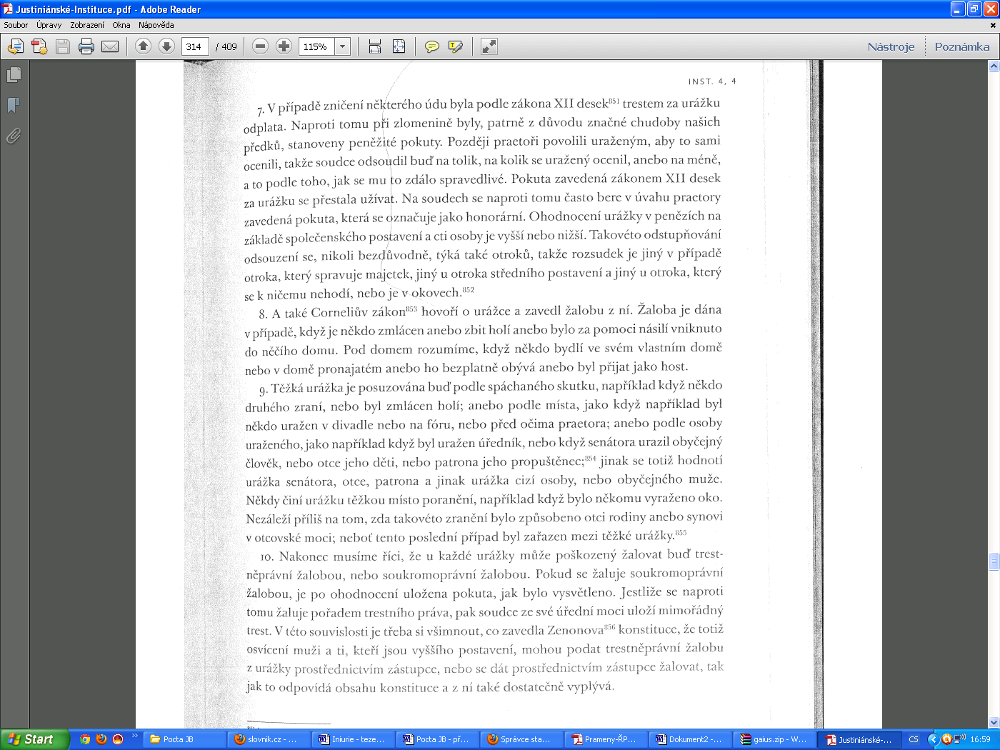 Justiniánské-Instituce.pdf - Adobe Reader
Soubor Úpravy Zobrazení Okna Nápověda
314 / 409 115% Nástroje Poznámka
INST. 4, 4
7. V případě zničení některého údu byla podle zákona XII desek851 trestem za urážku
odplata. Naproti tomu při zlomenině byly, patrně z důvodu značné chudoby našich
předků, stanoveny peněžité pokuty. Později praetoři povolili uraženým, aby to sami
ocenili, takže soudce odsoudil buď na tolik, na kolik se uražený ocenil, anebo na méně,
a to podle toho, jak se mu to zdálo spravedlivé. Pokuta zavedená zákonem XII desek
za urážku se přestala užívat. Na soudech se naproti tomu často bere v úvahu praetory
zavedená pokuta, která se označuje jako honorární. Ohodnocení urážky v penězích na
základě společenského postavení a cti osoby je vyšší nebo nižší. Takovéto odstupňování
odsouzení se, nikoli bezdůvodně, týká také otroků, takže rozsudek je jiný v případě
otroka, který spravuje majetek, jiný u otroka středního postavení a jiný u otroka, který
se k ničemu nehodí, nebo je v okovech.852
8. A také Corneliův zákon853 hovoří o urážce a zavedl žalobu z ní. Žaloba je dána
v případě, když je někdo zmlácen anebo zbit holí anebo bylo za pomoci násilí vniknuto
do něčího domu. Pod domem rozumíme, když někdo bydlí ve svém vlastním domě
nebo v domě pronajatém anebo ho bezplatně obývá anebo byl přijat jako host.
9. Těžká urážka je posuzována buď podle spáchaného skutku, například když někdo
druhého zraní, nebo byl zmlácen holí; anebo podle místa, jako když například byl
někdo uražen v divadle nebo na fóru, nebo před očima praetora; anebo podle osoby
uraženého, jako například když byl uražen úředník, nebo když senátora urazil obyčejný
člověk, nebo otce jeho děti, nebo patrona jeho propuštěnec;854 jinak se totiž hodnotí
urážka senátora, otce, patrona a jinak urážka cizí osoby, nebo obyčejného muže.
Někdy činí urážku těžkou místo poranění, například když bylo někomu vyraženo oko.
Nezáleží příliš na tom, zda takovéto zranění bylo způsobeno otci rodiny anebo synovi
v otcovské moci; neboť tento poslední případ byl zařazen mezi těžké urážky.855
10. Nakonec musíme říci, že u každé urážky může poškozený žalovat buď trest-
něprávní žalobou, nebo soukromoprávní žalobou. Pokud se žaluje soukromoprávní
žalobou, je po ohodnocení uložena pokuta, jak bylo vysvětleno. Jestliže se naproti
tomu žaluje pořadem trestního práva, pak soudce ze své úřední moci uloží mimořádný
trest. V této souvislosti je třeba si všimnout, co zavedla Zenonova856 konstituce, že totiž
osvícení muži a ti, kteří jsou vyššího postavení, mohou podat trestněprávní žalobu
z urážky prostřednictvím zástupce, nebo se dát prostřednictvím zástupce žalovat, tak
jak to odpovídá obsahu konstituce a z ní také dostatečně vyplývá.
Start Pocta JB slovnik.cz - ... Iniurie - teze... Pocta JB - př... Správce sta... Prameny-ŘP... Dokument2 -... gaius.zip - W... Justiniánské-... CS 16:59